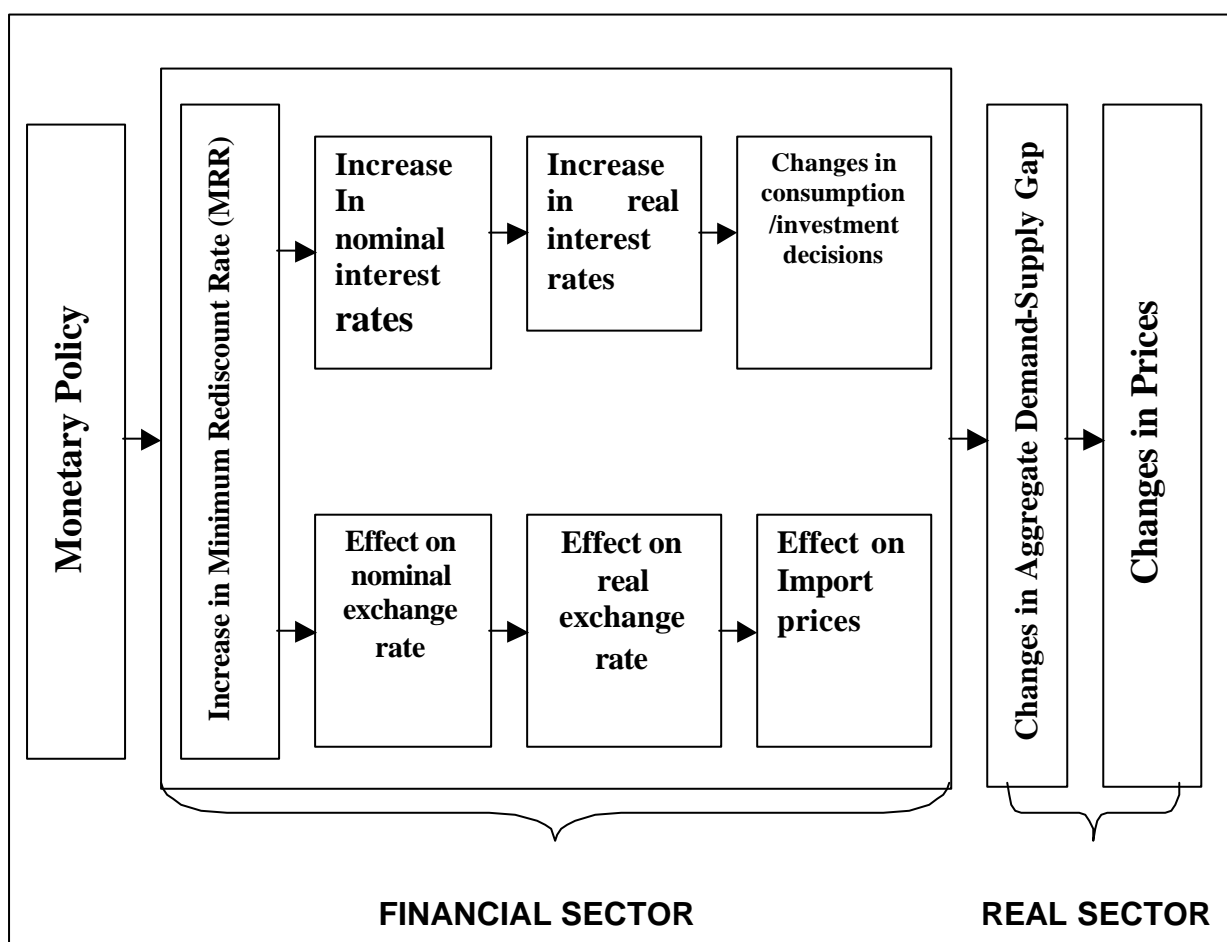 Monetary Policy
Increase in Minimum Rediscount Rate (MRR)
Increase
In
nominal
interest
rates
Increase
in real
interest
rates
Changes in
consumption
/investment
decisions
Effect on
nominal
exchange
rate
Effect on
real
exchange
rate
Effect on
Import
prices
Changes in Aggregate Demand-Supply Gap
Changes in Prices
FINANCIAL SECTOR
REAL SECTOR